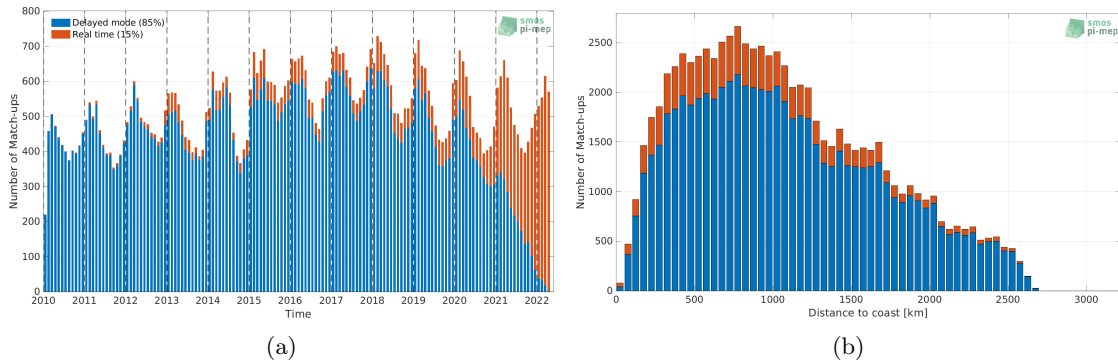 Delayed mode (85%)
Real time (15%)
smos
pi-mep
Number of Match-ups
800
700
600
500
400
300
200
100
0
2010 2011 2012 2013 2014 2015 2016 2017 2018 2019 2020 2021 2022
Time
(a)
smos
pi-mep
Number of Match-ups
2500
2000
1500
1000
500
0
0 500 1000 1500 2000 2500 3000
Distance to coast [km]
(b)